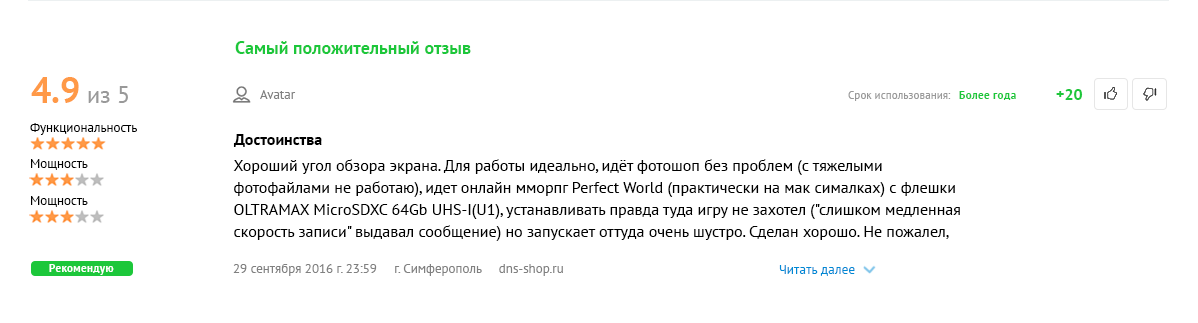 Самый положительный отзыв
4.9 из 5
Avatar
Срок использования: Более года
+20
Функциональность
Мощность
Мощность
Достоинства
Хороший угол обзора экрана. Для работы идеально, идёт фотошоп без проблем (с тяжелыми
фотофайлами не работаю), идет онлайн мморпг Perfect World (практически на мак сималках) с флешки
OLTRAMAX MicroSDXC 64Gb UHS-I(U1), устанавливать правда туда игру не захотел ("слишком медленная
скорость записи" выдавал сообщение) но запускает оттуда очень шустро. Сделан хорошо. Не пожалел,
Рекомендую
29 сентября 2016 г. 23:59 г. Симферополь dns-shop.ru
Читать далее